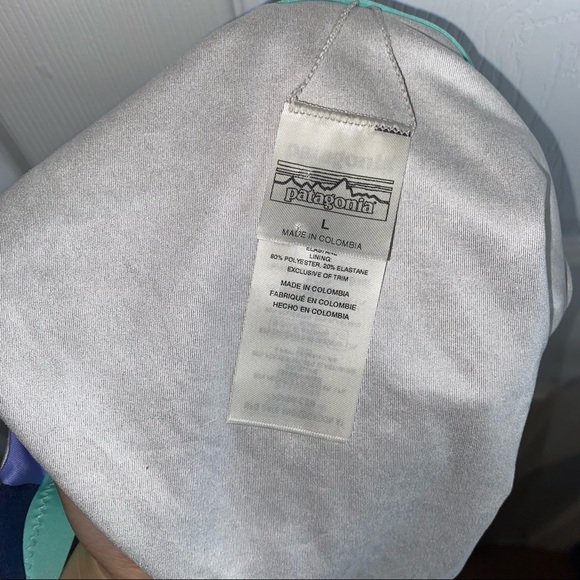 patagonia
L
MADE IN COLOMBIA
ELASTANE
LINING:
80% POLYESTER, 20% ELASTANE
EXCLUSIVE OF TRIM
MADE IN COLOMBIA
FABRIQUÉ EN COLOMBIE
HECHO EN COLOMBIA